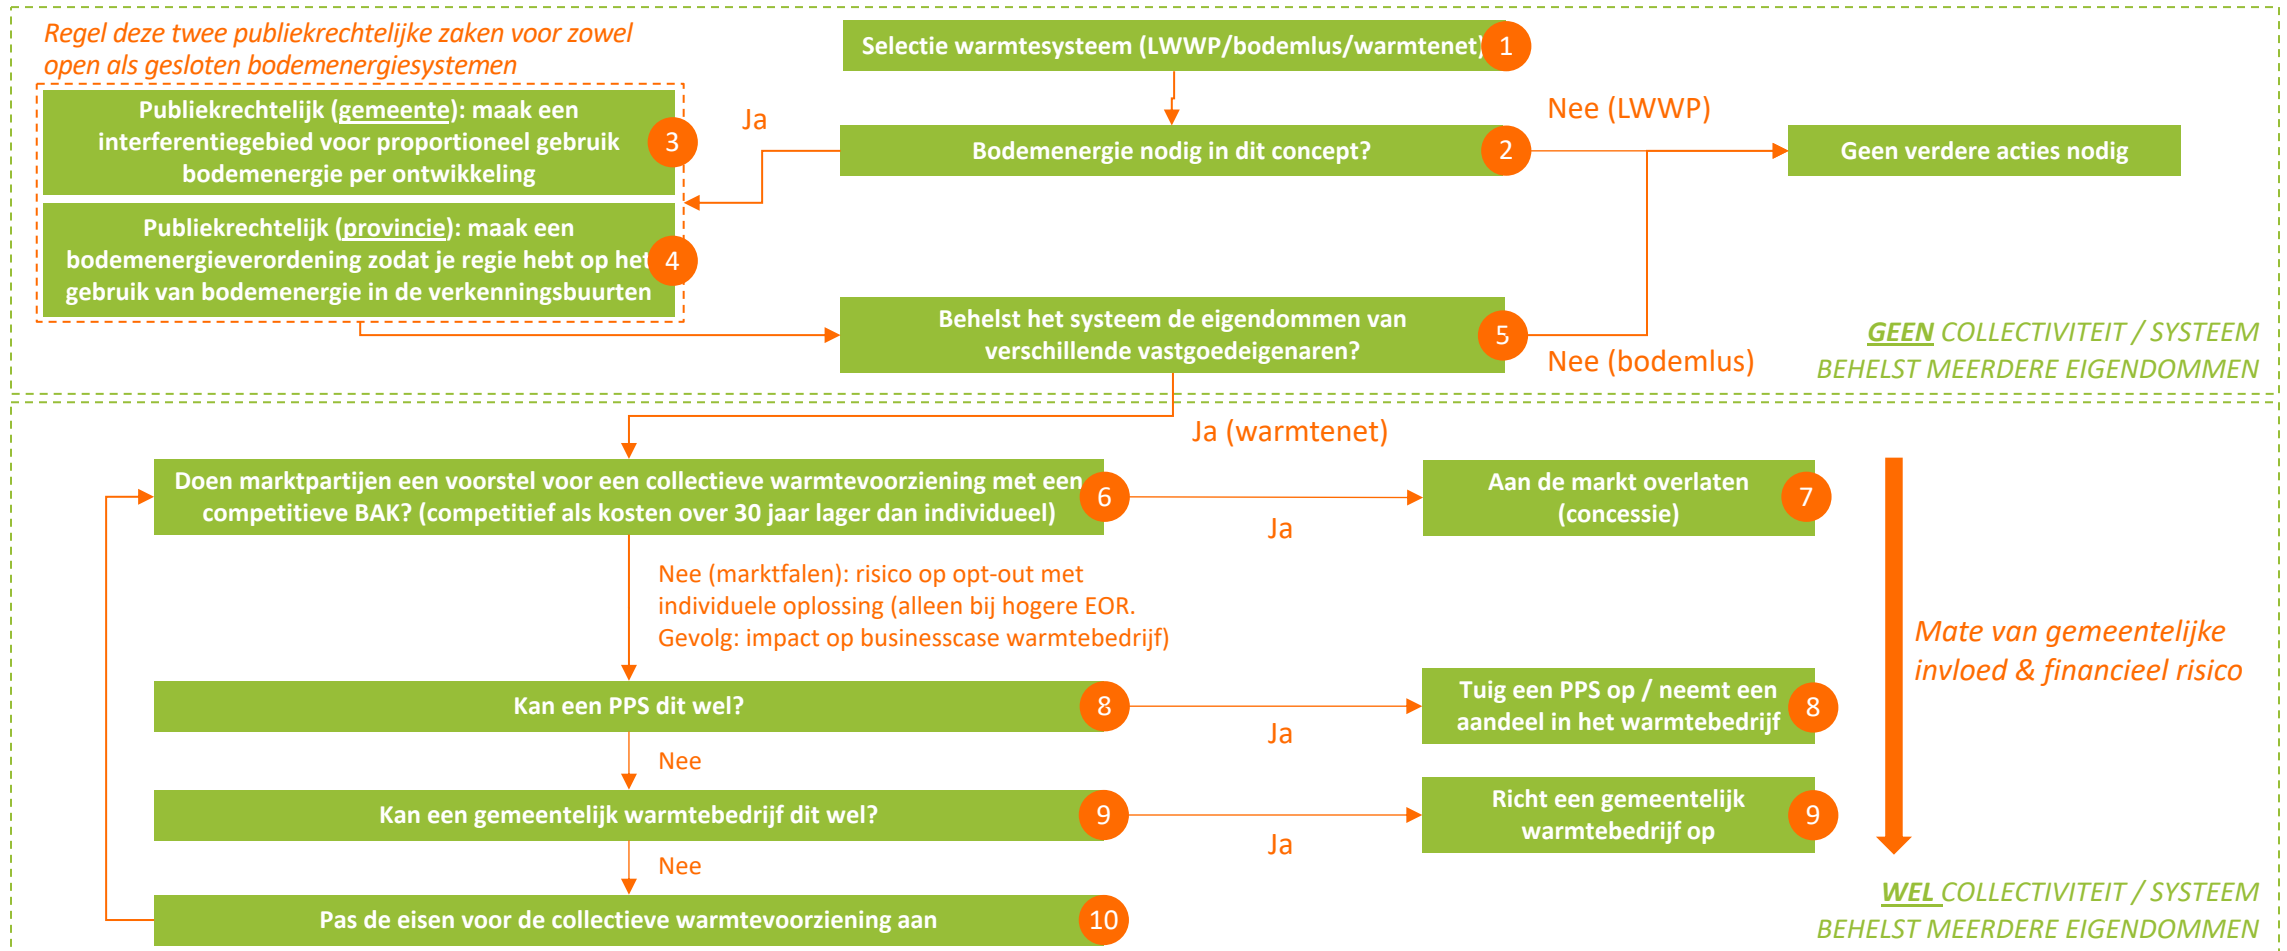 Regel deze twee publiekrechtelijke zaken voor zowel
open als gesloten bodemenergiesystemen
Selectie warmtesysteem (LWWP/bodemlus/warmtenet)
1
Publiekrechtelijk (gemeente): maak een
interferentiegebied voor proportioneel gebruik
bodemenergie per ontwikkeling
3
Ja
Bodemenergie nodig in dit concept?
2
Nee (LWWP)
Geen verdere acties nodig
Publiekrechtelijk (provincie): maak een
bodemenergieverordening zodat je regie hebt op het
gebruik van bodemenergie in de verkenningsbuurten
4
Behelst het systeem de eigendommen van
verschillende vastgoedeigenaren?
5
Nee (bodemlus)
GEEN COLLECTIVITEIT / SYSTEEM
BEHELST MEERDERE EIGENDOMMEN
Ja (warmtenet)
Doen marktpartijen een voorstel voor een collectieve warmtevoorziening met een
competitieve BAK? (competitief als kosten over 30 jaar lager dan individueel)
6
Ja
Aan de markt overlaten
(concessie)
7
Nee (marktfalen): risico op opt-out met
individuele oplossing (alleen bij hogere EOR.
Gevolg: impact op businesscase warmtebedrijf)
Mate van gemeentelijke
invloed & financieel risico
Kan een PPS dit wel?
8
Ja
Tuig een PPS op / neemt een
aandeel in het warmtebedrijf
8
Nee
Kan een gemeentelijk warmtebedrijf dit wel?
9
Ja
Richt een gemeentelijk
warmtebedrijf op
9
Nee
Pas de eisen voor de collectieve warmtevoorziening aan
10
WEL COLLECTIVITEIT / SYSTEEM
BEHELST MEERDERE EIGENDOMMEN